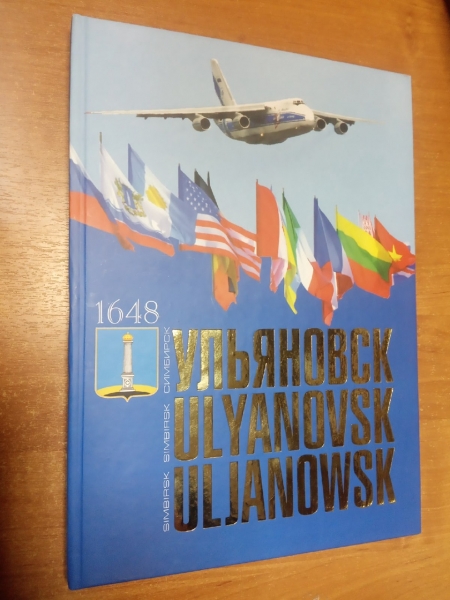 1648
УЛЬЯНОВСК
ULYANOVSK
ULJANOWSK
SIMBIRSK SIMBIRSK СИМБИРСК